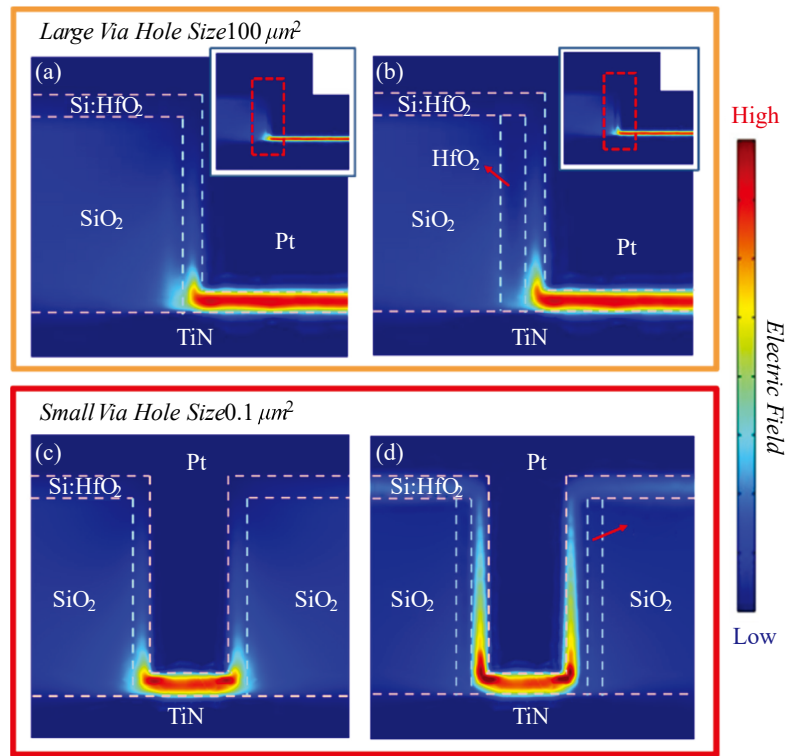 Large Via Hole Size100 μm²
(a)
Si:HfO₂
SiO₂
Pt
TiN
(b)
Si:HfO₂
HfO₂
SiO₂
Pt
TiN
High
Electric Field
Low
Small Via Hole Size0.1 μm²
(c)
Pt
Si:HfO₂
SiO₂
SiO₂
TiN
(d)
Pt
Si:HfO₂
SiO₂
SiO₂
TiN